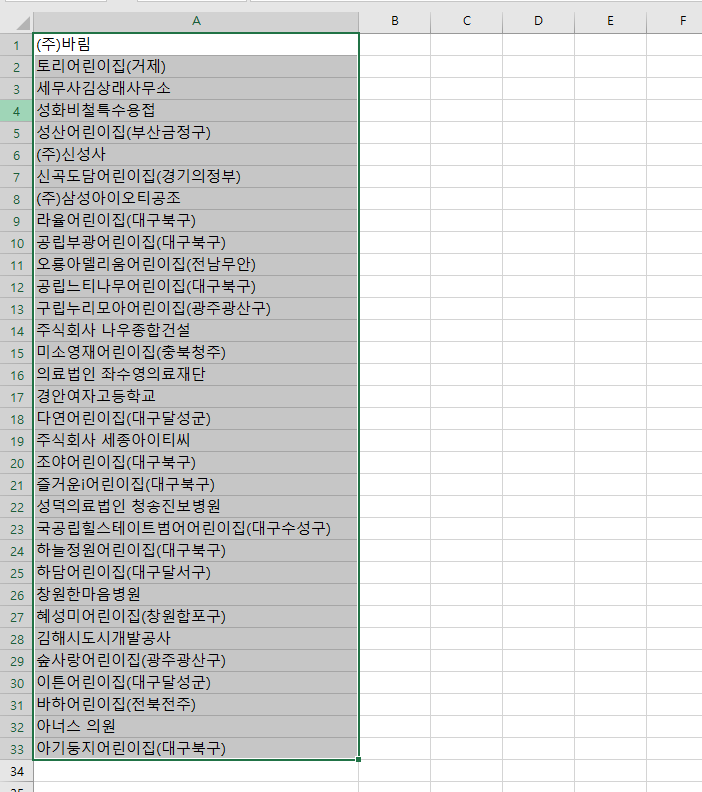 A B C D E F
1 (주)바림
2 토리어린이집(거제)
3 세무사김상래사무소
4 성화비철특수용접
5 성산어린이집(부산금정구)
6 (주)신성사
7 신곡도담어린이집(경기의정부)
8 (주)삼성아이오티공조
9 라율어린이집(대구북구)
10 공립부광어린이집(대구북구)
11 오룡아델리움어린이집(전남무안)
12 공립느티나무어린이집(대구북구)
13 구립누리모아어린이집(광주광산구)
14 주식회사 나우종합건설
15 미소영재어린이집(충북청주)
16 의료법인 좌수영의료재단
17 경안여자고등학교
18 다연어린이집(대구달성군)
19 주식회사 세종아이티씨
20 조야어린이집(대구북구)
21 즐거운i어린이집(대구북구)
22 성덕의료법인 청송진보병원
23 국공립힐스테이트범어어린이집(대구수성구)
24 하늘정원어린이집(대구북구)
25 하담어린이집(대구달서구)
26 창원한마음병원
27 혜성미어린이집(창원합포구)
28 김해시도시개발공사
29 숲사랑어린이집(광주광산구)
30 이튼어린이집(대구달성군)
31 바하어린이집(전북전주)
32 아너스 의원
33 아기둥지어린이집(대구북구)
34